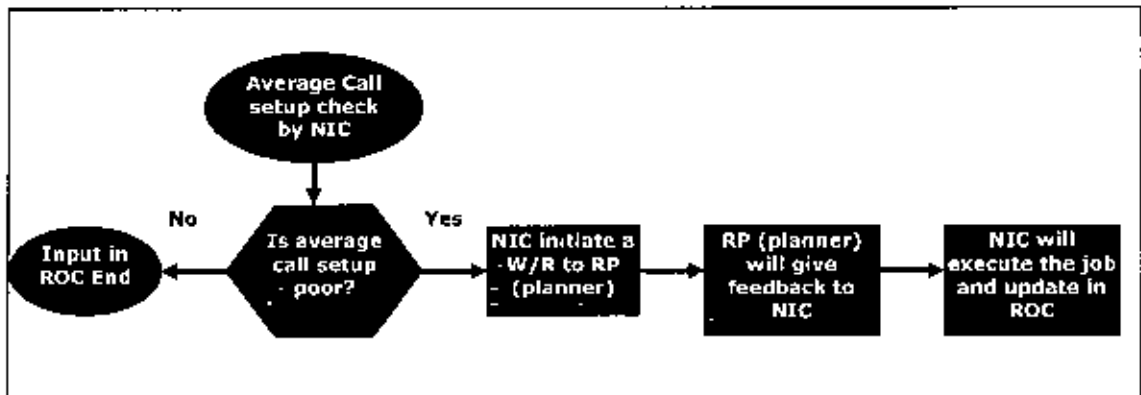 Average Call
setup check
by NIC
No
Yes
Is average
call setup
poor?
Input in
ROC End
NIC initiate a
W/R to RP
(planner)
RP (planner)
will give
feedback to
NIC
NIC will
execute the job
and update in
ROC